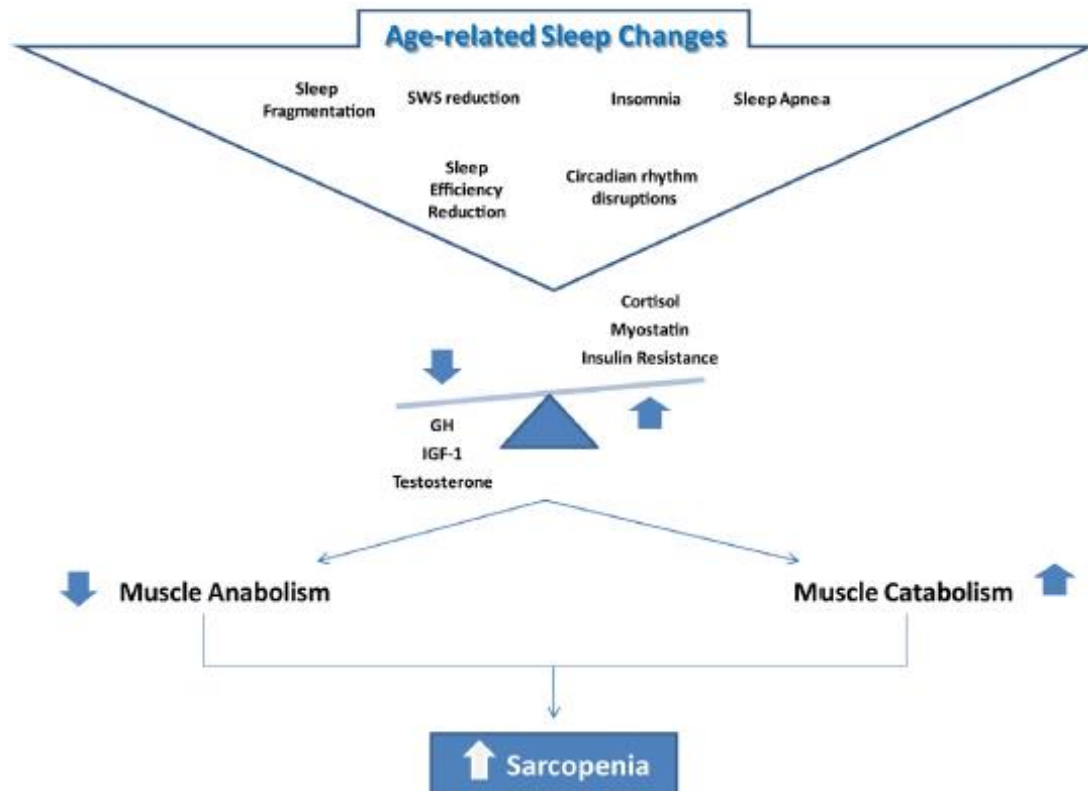 Age-related Sleep Changes
Sleep
Fragmentation
SWS reduction
Insomnia
Sleep Apnea
Sleep
Efficiency
Reduction
Circadian rhythm
disruptions
Cortisol
Myostatin
Insulin Resistance
GH
IGF-1
Testosterone
Muscle Anabolism
Muscle Catabolism
Sarcopenia